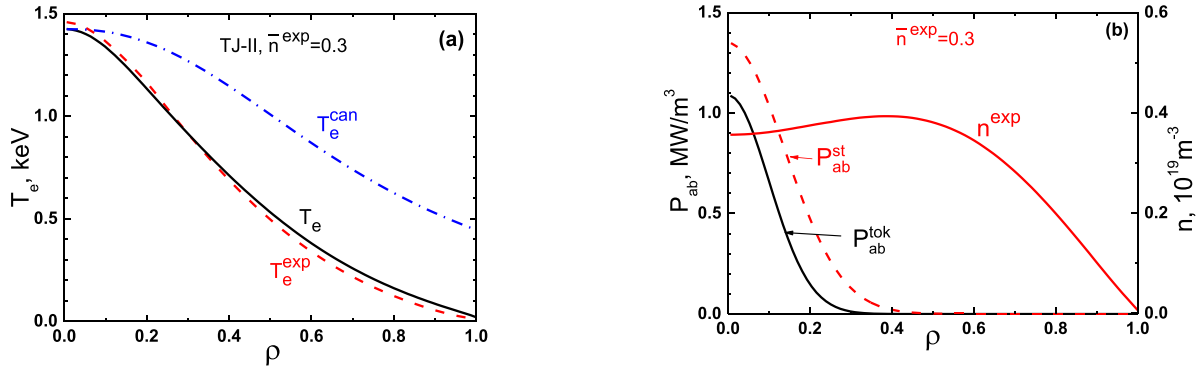 1.5
(a)
TJ-II, n̄^exp=0.3
T_e^can
1.0
T_e, keV
0.5
T_e
T_e^exp
0.0
0.0 0.2 0.4 0.6 0.8 1.0
ρ
1.5 0.6
(b)
n̄^exp=0.3
n^exp
1.0 0.4
P_ab, MW/m^3
P_ab^st
n, 10^19 m^-3
0.5 0.2
P_ab^tok
0.0 0.0
0.0 0.2 0.4 0.6 0.8 1.0
ρ